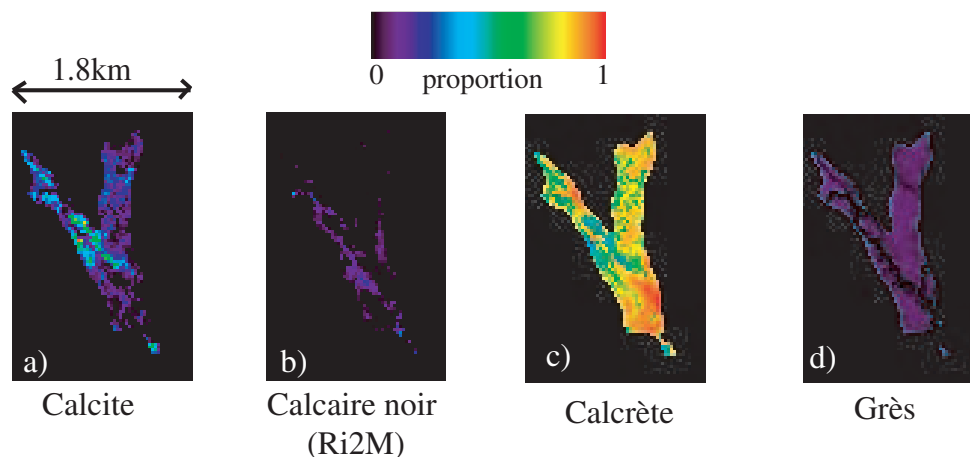 0 1
proportion
1.8km
a) b) c) d)
Calcite
Calcaire noir
(Ri2M)
Calcrète
Grès